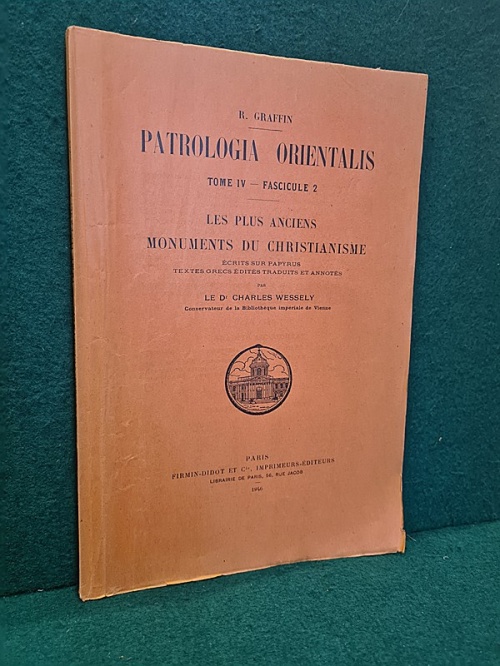 R. GRAFFIN
PATROLOGIA ORIENTALIS
TOME IV — FASCICULE 2
LES PLUS ANCIENS
MONUMENTS DU CHRISTIANISME
ÉCRITS SUR PAPYRUS
TEXTES GRECS ÉDITÉS TRADUITS ET ANNOTÉS
PAR
LE Dr CHARLES WESSELY
Conservateur de la Bibliothèque impériale de Vienne
PARIS
FIRMIN-DIDOT ET Cie, IMPRIMEURS-ÉDITEURS
LIBRAIRIE DE PARIS, 56, RUE JACOB
1946